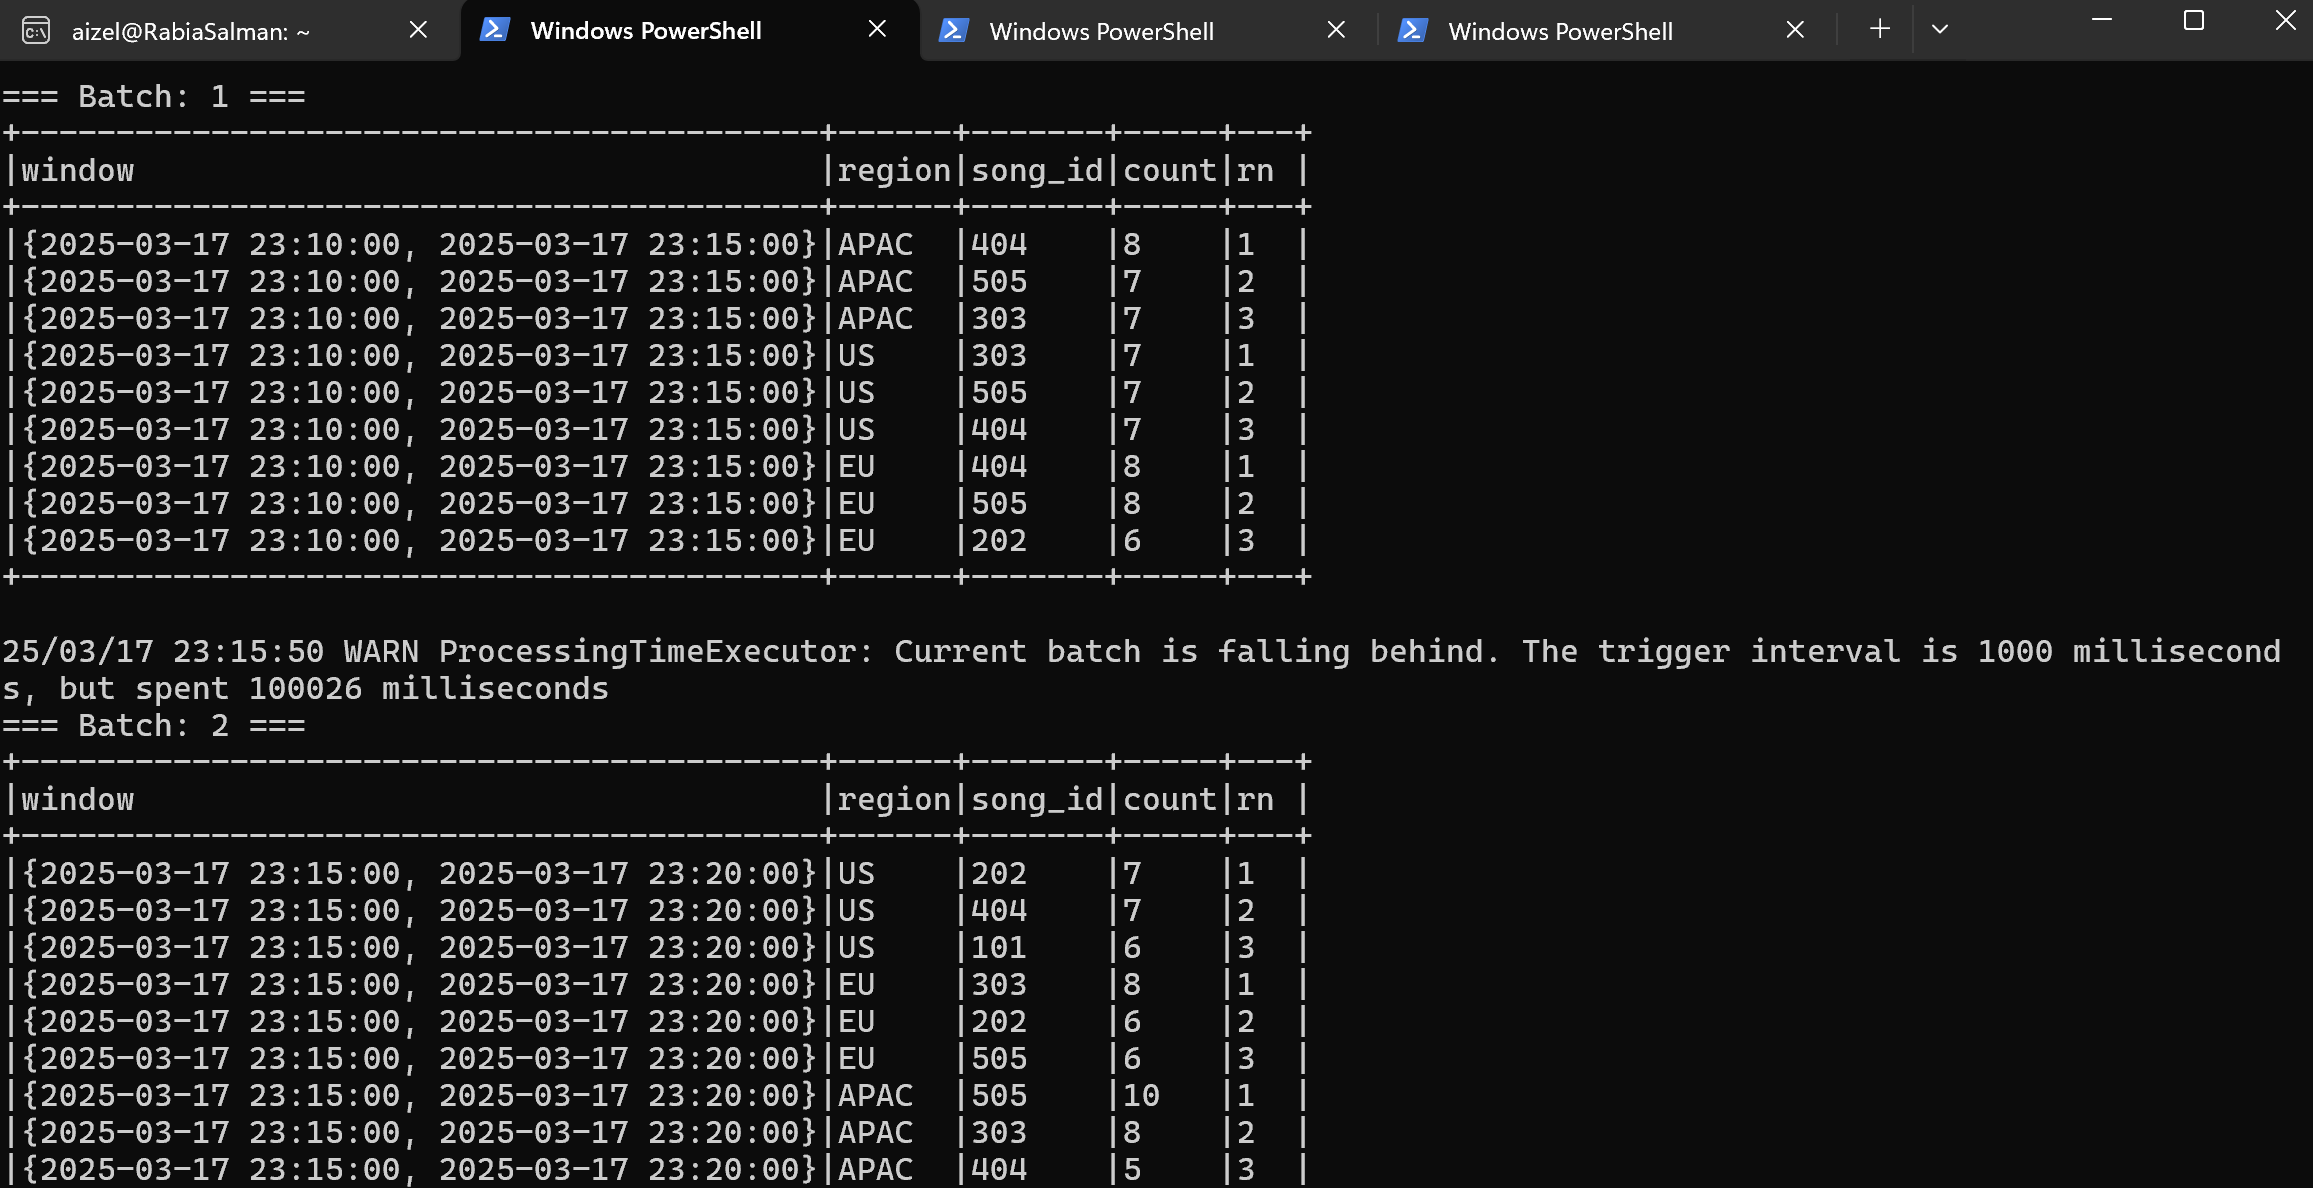 aizel@RabiaSalman: ~
Windows PowerShell
Windows PowerShell
Windows PowerShell
=== Batch: 1 ===
+------------------------------------------+------+-------+-----+---+
|window                                    |region|song_id|count|rn |
+------------------------------------------+------+-------+-----+---+
|{2025-03-17 23:10:00, 2025-03-17 23:15:00}|APAC  |404    |8    |1  |
|{2025-03-17 23:10:00, 2025-03-17 23:15:00}|APAC  |505    |7    |2  |
|{2025-03-17 23:10:00, 2025-03-17 23:15:00}|APAC  |303    |7    |3  |
|{2025-03-17 23:10:00, 2025-03-17 23:15:00}|US    |303    |7    |1  |
|{2025-03-17 23:10:00, 2025-03-17 23:15:00}|US    |505    |7    |2  |
|{2025-03-17 23:10:00, 2025-03-17 23:15:00}|US    |404    |7    |3  |
|{2025-03-17 23:10:00, 2025-03-17 23:15:00}|EU    |404    |8    |1  |
|{2025-03-17 23:10:00, 2025-03-17 23:15:00}|EU    |505    |8    |2  |
|{2025-03-17 23:10:00, 2025-03-17 23:15:00}|EU    |202    |6    |3  |
+------------------------------------------+------+-------+-----+---+
25/03/17 23:15:50 WARN ProcessingTimeExecutor: Current batch is falling behind. The trigger interval is 1000 millisecond
s, but spent 100026 milliseconds
=== Batch: 2 ===
+------------------------------------------+------+-------+-----+---+
|window                                    |region|song_id|count|rn |
+------------------------------------------+------+-------+-----+---+
|{2025-03-17 23:15:00, 2025-03-17 23:20:00}|US    |202    |7    |1  |
|{2025-03-17 23:15:00, 2025-03-17 23:20:00}|US    |404    |7    |2  |
|{2025-03-17 23:15:00, 2025-03-17 23:20:00}|US    |101    |6    |3  |
|{2025-03-17 23:15:00, 2025-03-17 23:20:00}|EU    |303    |8    |1  |
|{2025-03-17 23:15:00, 2025-03-17 23:20:00}|EU    |202    |6    |2  |
|{2025-03-17 23:15:00, 2025-03-17 23:20:00}|EU    |505    |6    |3  |
|{2025-03-17 23:15:00, 2025-03-17 23:20:00}|APAC  |505    |10   |1  |
|{2025-03-17 23:15:00, 2025-03-17 23:20:00}|APAC  |303    |8    |2  |
|{2025-03-17 23:15:00, 2025-03-17 23:20:00}|APAC  |404    |5    |3  |